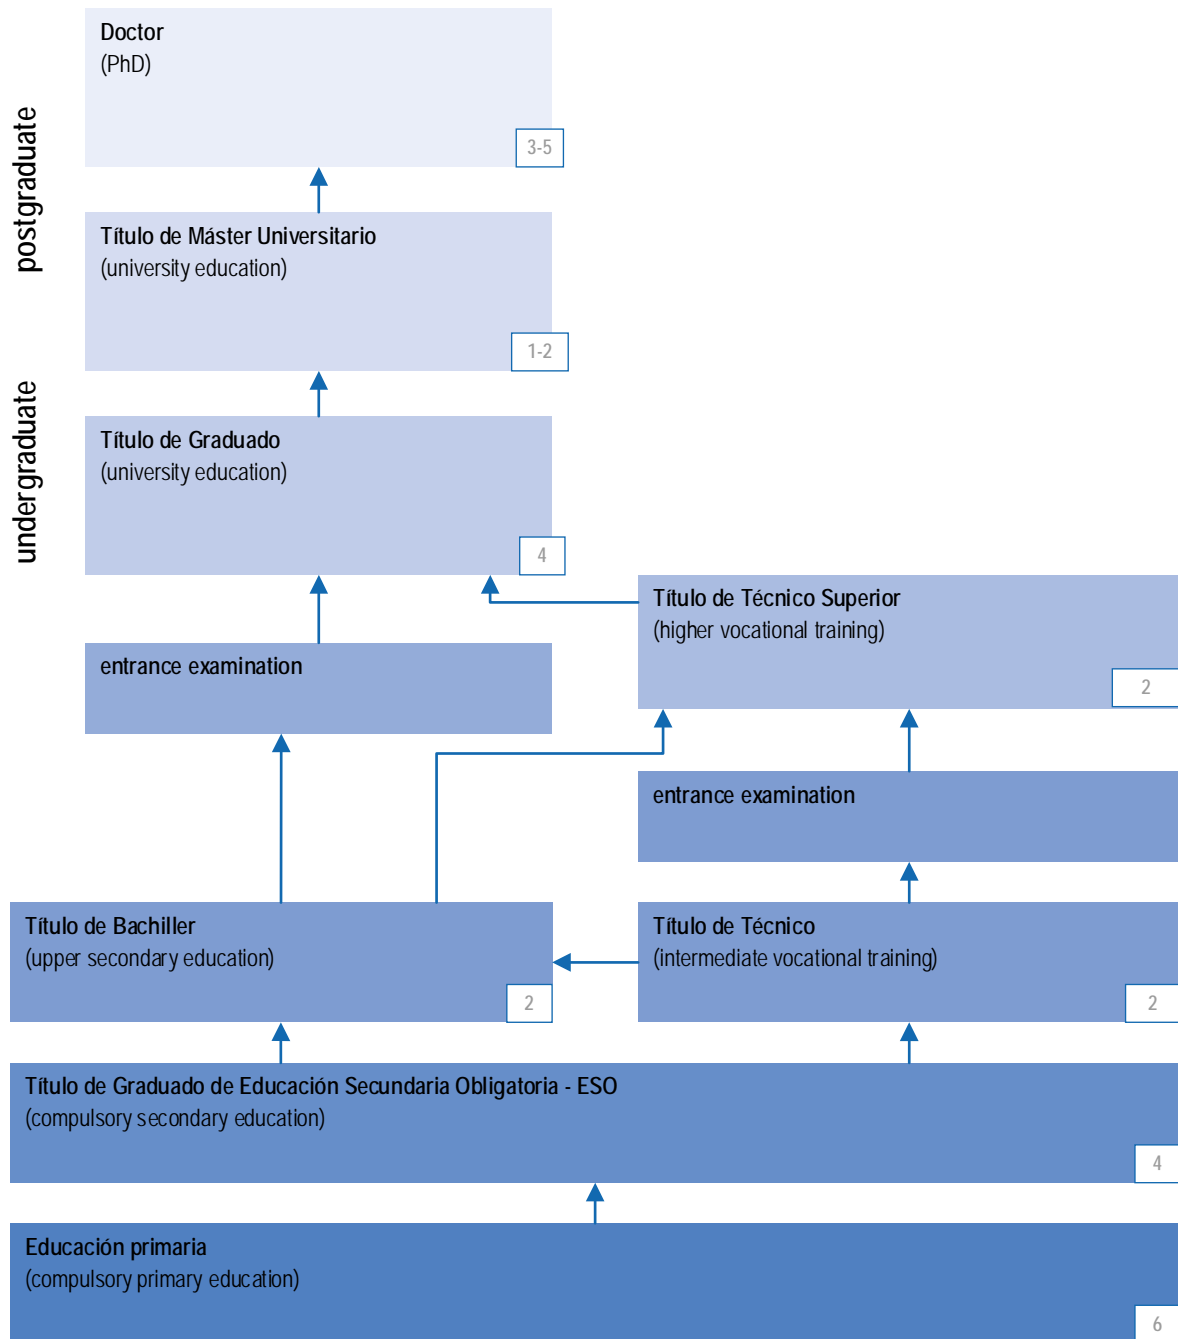 Doctor
(PhD)
3-5
postgraduate
Título de Máster Universitario
(university education)
1-2
undergraduate
Título de Graduado
(university education)
4
Título de Técnico Superior
(higher vocational training)
2
entrance examination
entrance examination
Título de Bachiller
(upper secondary education)
2
Título de Técnico
(intermediate vocational training)
2
Título de Graduado de Educación Secundaria Obligatoria - ESO
(compulsory secondary education)
4
Educación primaria
(compulsory primary education)
6